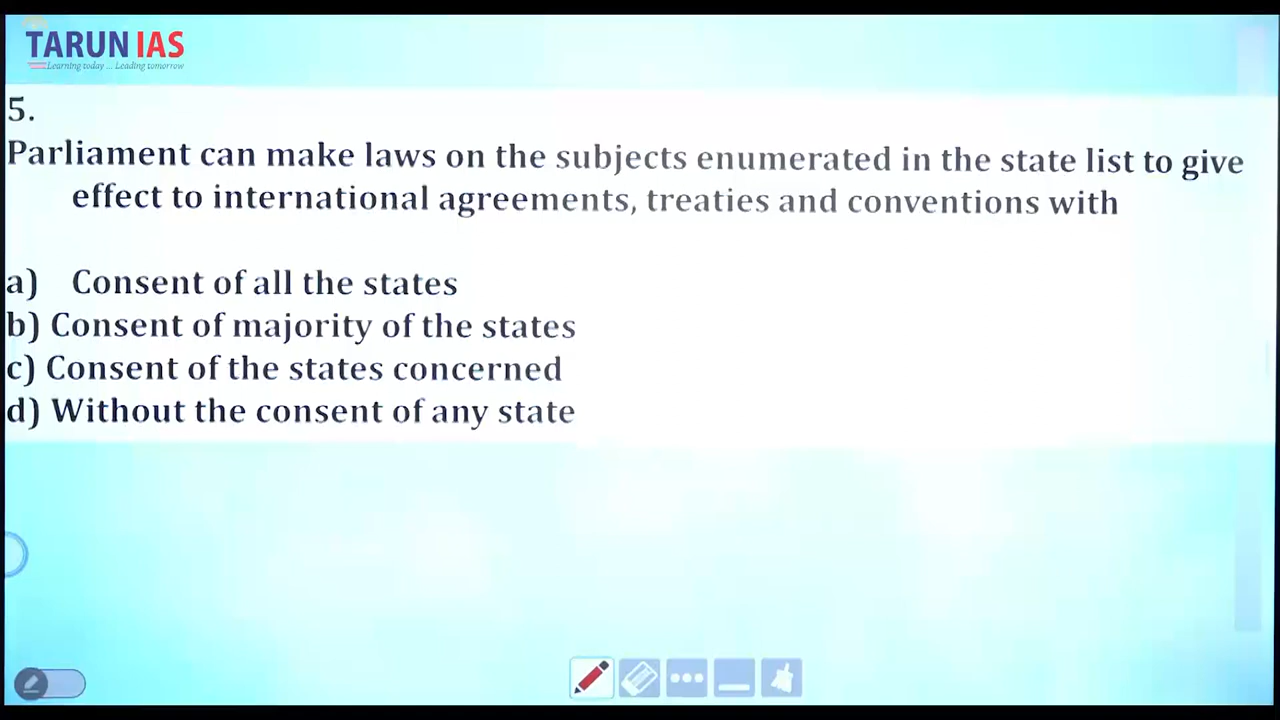 TARUN IAS
Learning today ... Leading tomorrow
5.
Parliament can make laws on the subjects enumerated in the state list to give
effect to international agreements, treaties and conventions with
a) Consent of all the states
b) Consent of majority of the states
c) Consent of the states concerned
d) Without the consent of any state